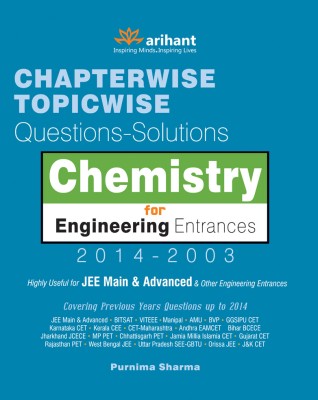 arihant
Inspiring Minds, Inspiring Lives
CHAPTERWISE
TOPICWISE
Questions-Solutions
Chemistry
for
Engineering Entrances
2014-2003
Highly Useful for JEE Main & Advanced & Other Engineering Entrances
Covering Previous Years Questions up to 2014
JEE Main & Advanced • BITSAT • VITEEE • Manipal • AMU • BVP • GGSIPU CET
Karnataka CET • Kerala CEE • CET-Maharashtra • Andhra EAMCET Bihar BCECE
Jharkhand JCECE • MP PET • Chhattisgarh PET • Jamia Millia Islamia CET • Gujarat CET
Rajasthan PET • West Bengal JEE • Uttar Pradesh SEE-GBTU • Orissa JEE • J&K CET
Purnima Sharma